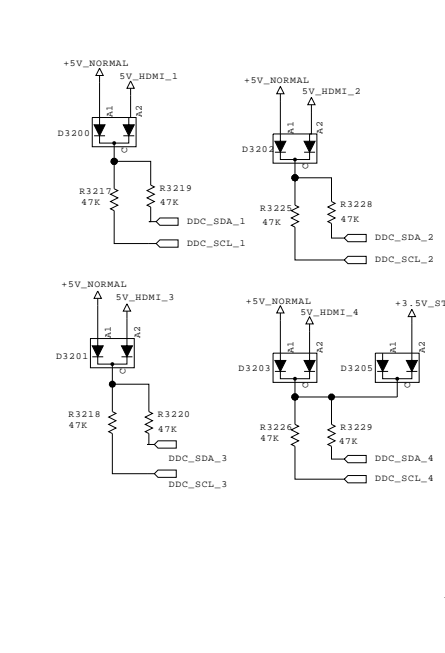 +5V_NORMAL
5V_HDMI_1
A1
A2
D3200
C
R3217
47K
R3219
47K
DDC_SDA_1
DDC_SCL_1
+5V_NORMAL
5V_HDMI_2
A1
A2
D3202
C
R3225
47K
R3228
47K
DDC_SDA_2
DDC_SCL_2
+5V_NORMAL
5V_HDMI_3
A1
A2
D3201
C
R3218
47K
R3220
47K
DDC_SDA_3
DDC_SCL_3
+5V_NORMAL
5V_HDMI_4
+3.5V_ST
A1
A2
D3203
C
A1
A2
D3205
C
R3226
47K
R3229
47K
DDC_SDA_4
DDC_SCL_4